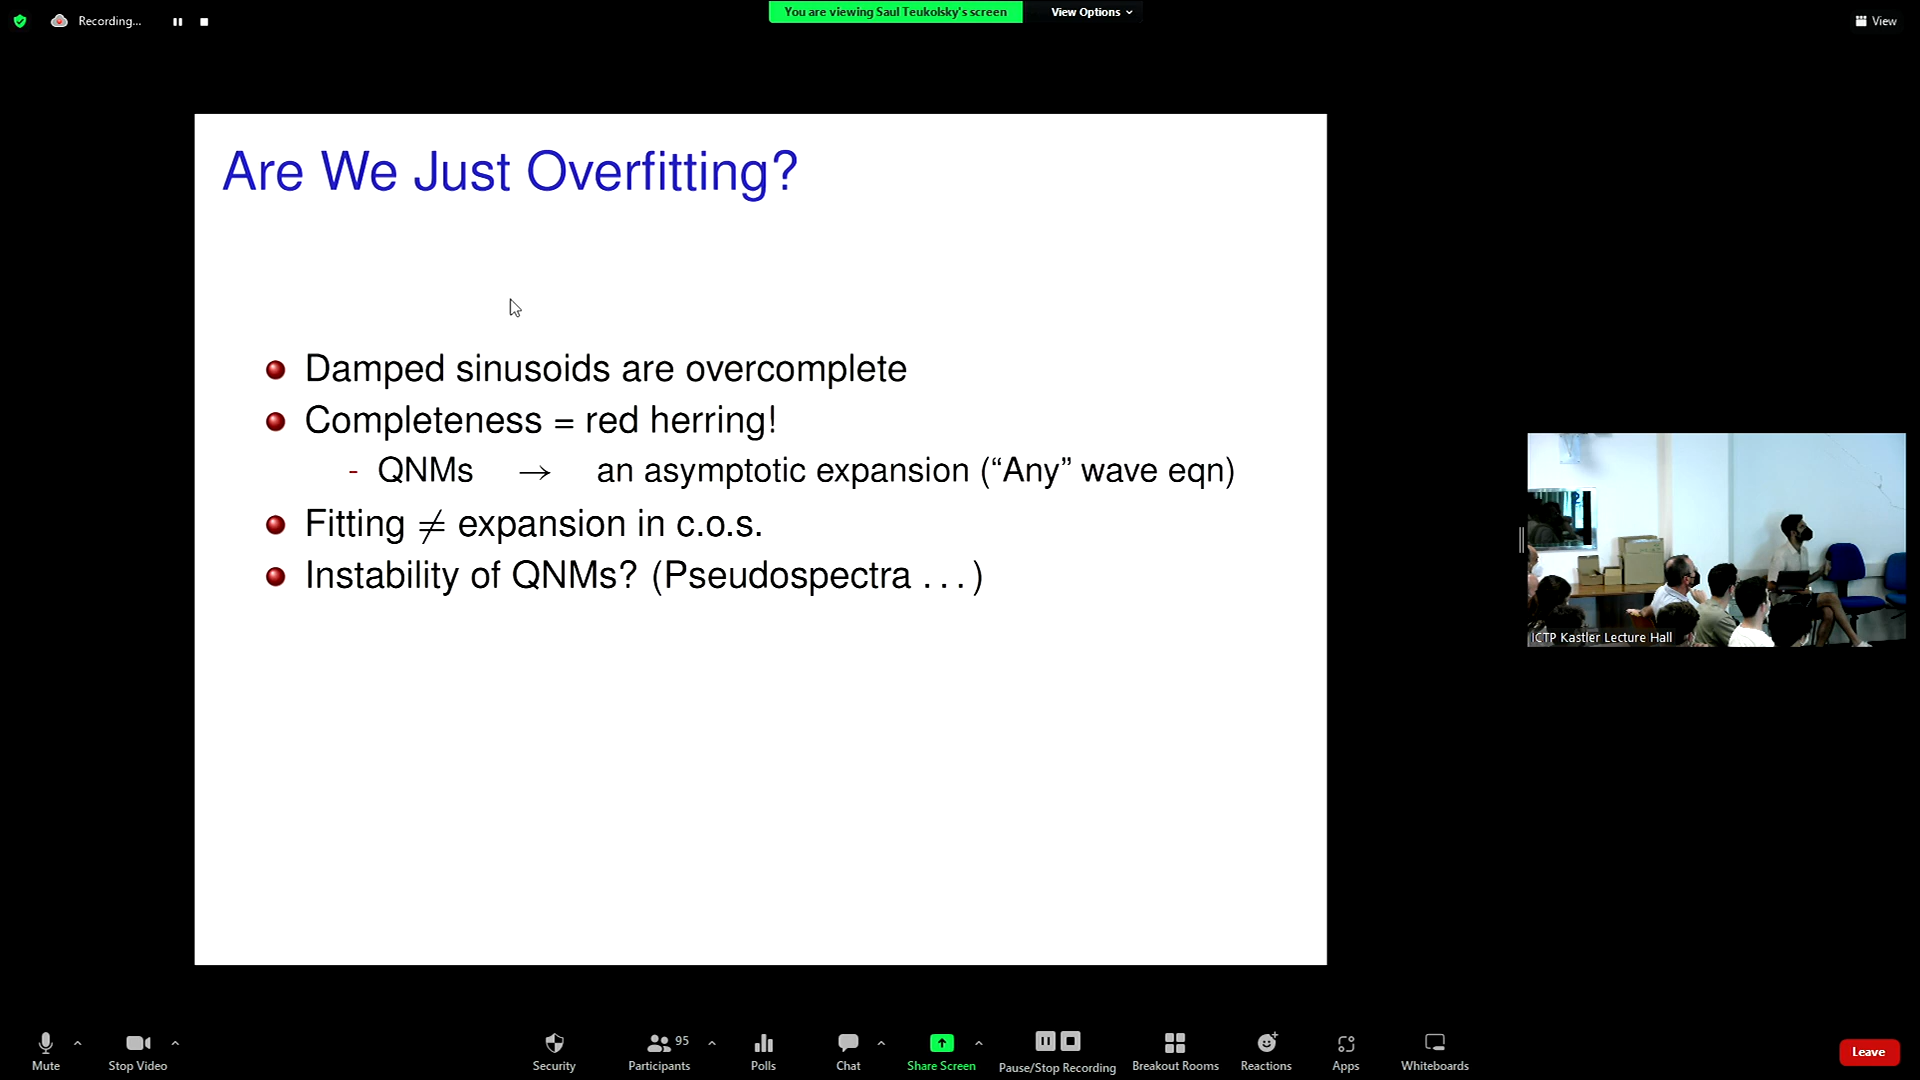 Recording...
You are viewing Saul Teukolsky's screen
View Options
View
Are We Just Overfitting?
Damped sinusoids are overcomplete
Completeness = red herring!
- QNMs → an asymptotic expansion (“Any” wave eqn)
Fitting ≠ expansion in c.o.s.
Instability of QNMs? (Pseudospectra . . . )
ICTP Kastler Lecture Hall
Mute
Stop Video
Security
Participants
95
Polls
Chat
Share Screen
Pause/Stop Recording
Breakout Rooms
Reactions
Apps
Whiteboards
Leave